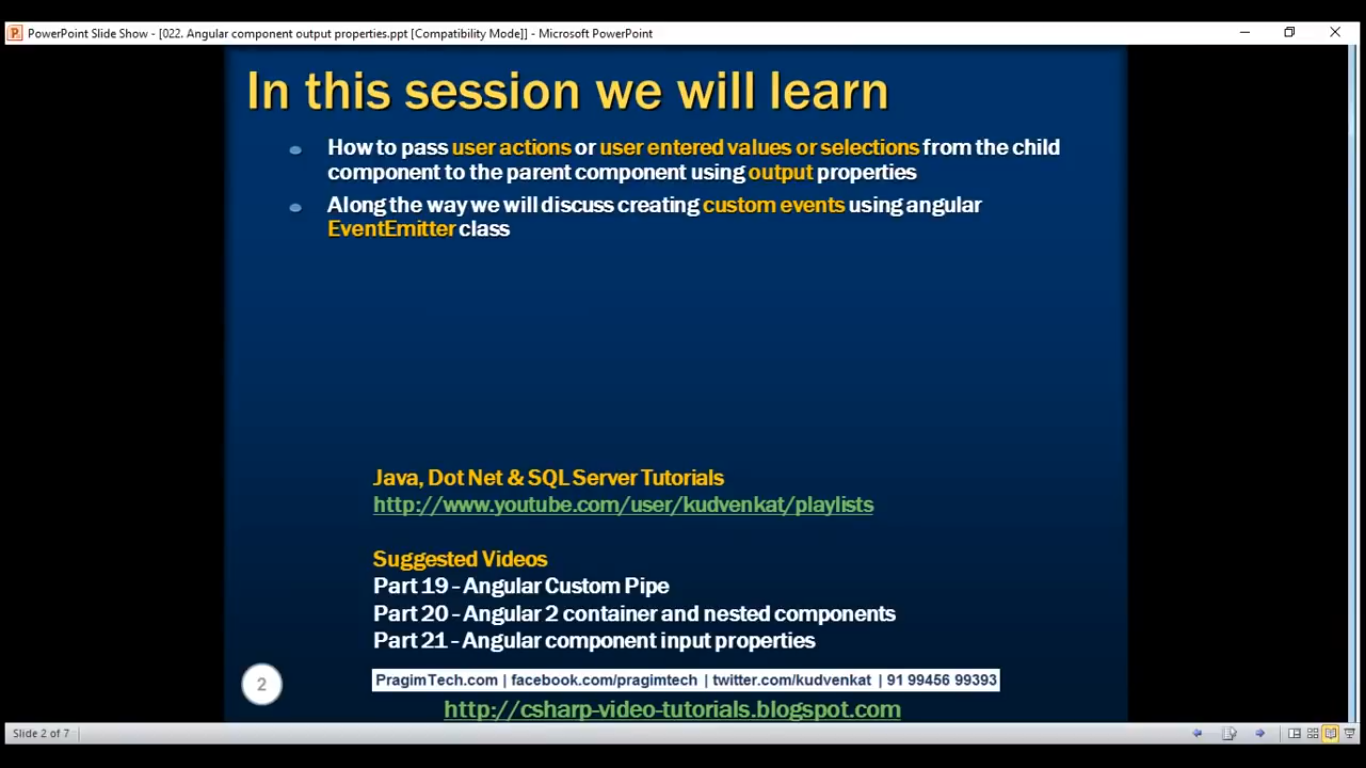 PowerPoint Slide Show - [022. Angular component output properties.ppt [Compatibility Mode]] - Microsoft PowerPoint
In this session we will learn
How to pass user actions or user entered values or selections from the child
component to the parent component using output properties
Along the way we will discuss creating custom events using angular
EventEmitter class
Java, Dot Net & SQL Server Tutorials
http://www.youtube.com/user/kudvenkat/playlists
Suggested Videos
Part 19 - Angular Custom Pipe
Part 20 - Angular 2 container and nested components
Part 21 - Angular component input properties
2
PragimTech.com | facebook.com/pragimtech | twitter.com/kudvenkat | 91 99456 99393
http://csharp-video-tutorials.blogspot.com
Slide 2 of 7